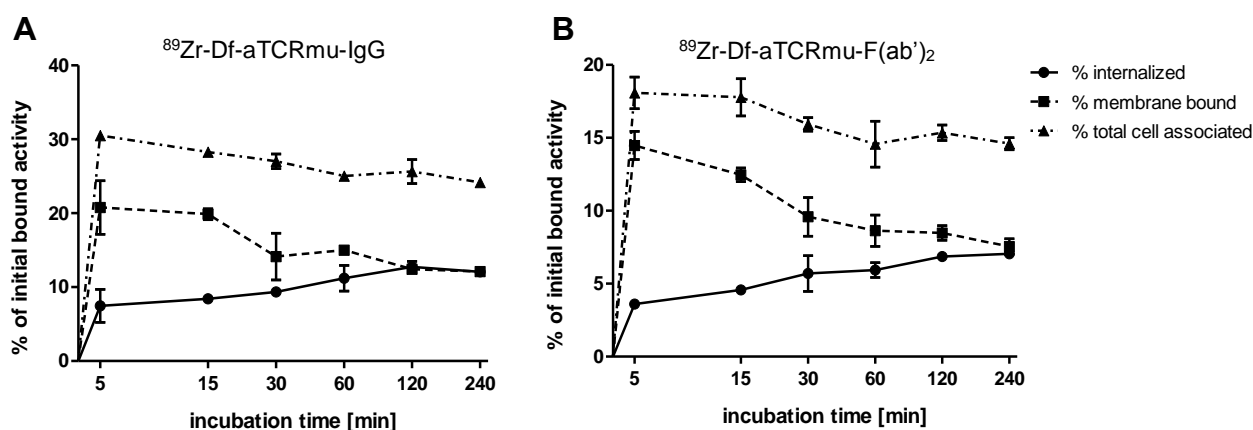 A
⁸⁹Zr-Df-aTCRmu-IgG
% of initial bound activity
50
40
30
20
10
0
5 15 30 60 120 240
incubation time [min]
B
⁸⁹Zr-Df-aTCRmu-F(ab')₂
% of initial bound activity
20
15
10
5
0
5 15 30 60 120 240
incubation time [min]
% internalized
% membrane bound
% total cell associated